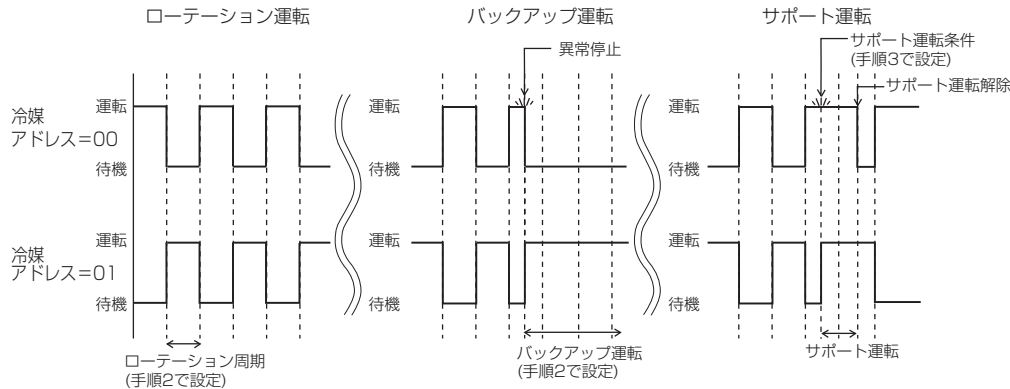 ローテーション運転
バックアップ運転
サポート運転
異常停止
サポート運転条件
(手順3で設定)
サポート運転解除
冷媒
アドレス=00
運転
待機
運転
待機
運転
待機
冷媒
アドレス=01
運転
待機
運転
待機
運転
待機
ローテーション周期
(手順2で設定)
バックアップ運転
(手順2で設定)
サポート運転